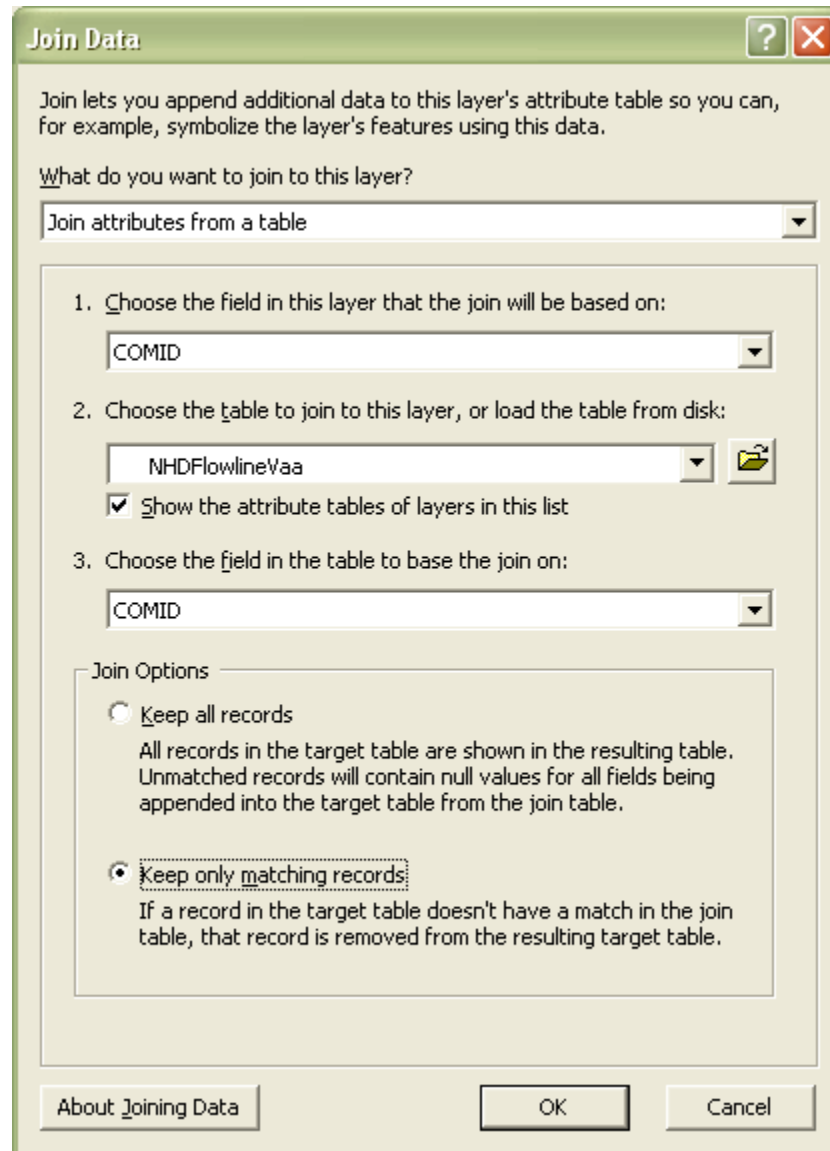 Join Data
Join lets you append additional data to this layer's attribute table so you can,
for example, symbolize the layer's features using this data.
What do you want to join to this layer?
Join attributes from a table
1. Choose the field in this layer that the join will be based on:
COMID
2. Choose the table to join to this layer, or load the table from disk:
NHDFlowlineVaa
Show the attribute tables of layers in this list
3. Choose the field in the table to base the join on:
COMID
Join Options
Keep all records
All records in the target table are shown in the resulting table.
Unmatched records will contain null values for all fields being
appended into the target table from the join table.
Keep only matching records
If a record in the target table doesn't have a match in the join
table, that record is removed from the resulting target table.
About Joining Data
OK
Cancel